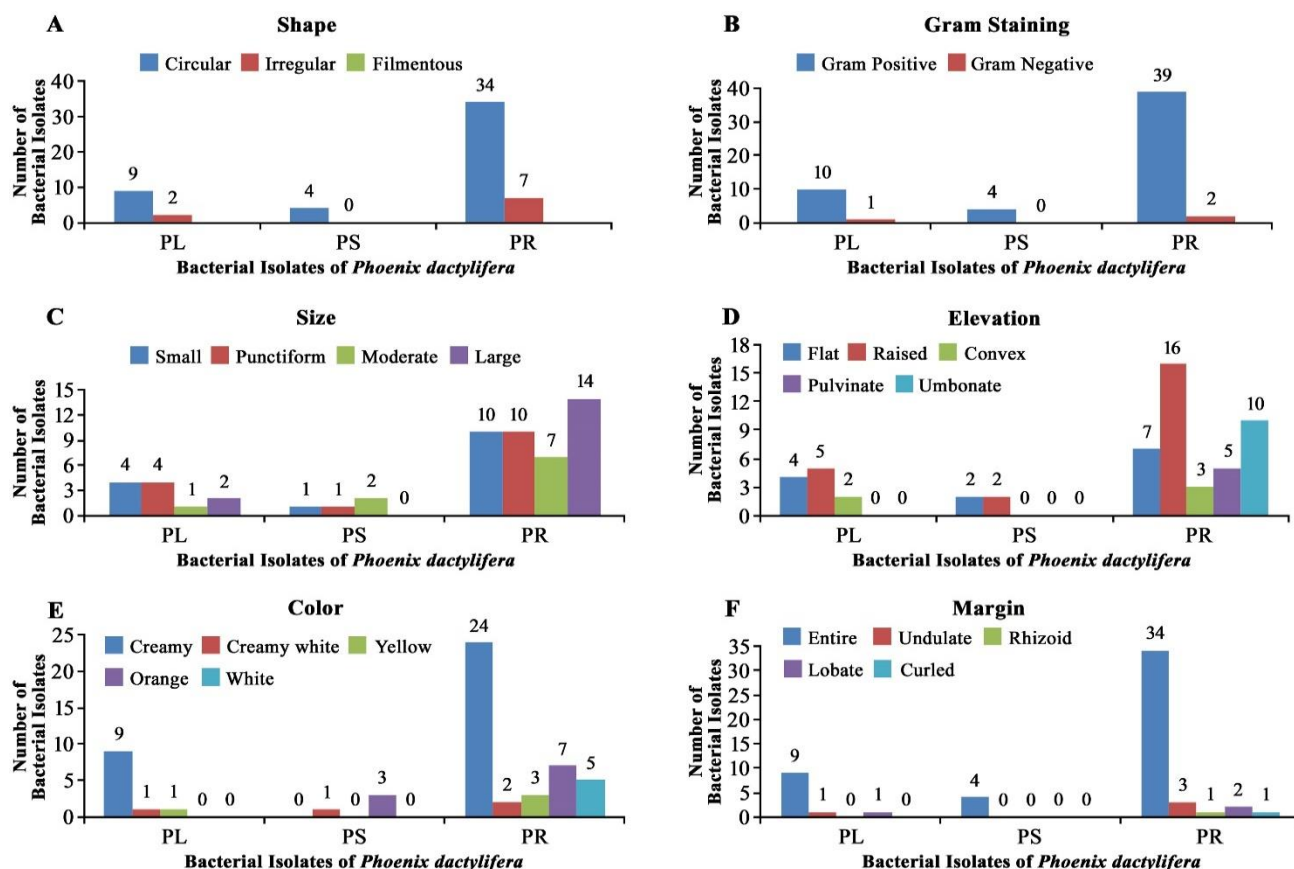 A
Shape
Circular Irregular Filmentous
Number of
Bacterial Isolates
40
30
20
10
0
9 2
4 0
34 7
PL PS PR
Bacterial Isolates of Phoenix dactylifera
B
Gram Staining
Gram Positive Gram Negative
Number of
Bacterial Isolates
40
30
20
10
0
10 1
4 0
39 2
PL PS PR
Bacterial Isolates of Phoenix dactylifera
C
Size
Small Punctiform Moderate Large
Number of
Bacterial Isolates
15
12
9
6
3
0
4 4 1 2
1 1 2 0
10 10 7 14
PL PS PR
Bacterial Isolates of Phoenix dactylifera
D
Elevation
Flat Raised Convex
Pulvinate Umbonate
Number of
Bacterial Isolates
18
15
12
9
6
3
0
4 5 2 0 0
2 2 0 0 0
7 16 3 5 10
PL PS PR
Bacterial Isolates of Phoenix dactylifera
E
Color
Creamy Creamy white Yellow
Orange White
Number of
Bacterial Isolates
25
20
15
10
5
0
9 1 1 0 0
0 1 0 3 0
24 2 3 7 5
PL PS PR
Bacterial Isolates of Phoenix dactylifera
F
Margin
Entire Undulate Rhizoid
Lobate Curled
Number of
Bacterial Isolates
35
30
25
20
15
10
5
0
9 1 0 1 0
4 0 0 0 0
34 3 1 2 1
PL PS PR
Bacterial Isolates of Phoenix dactylifera